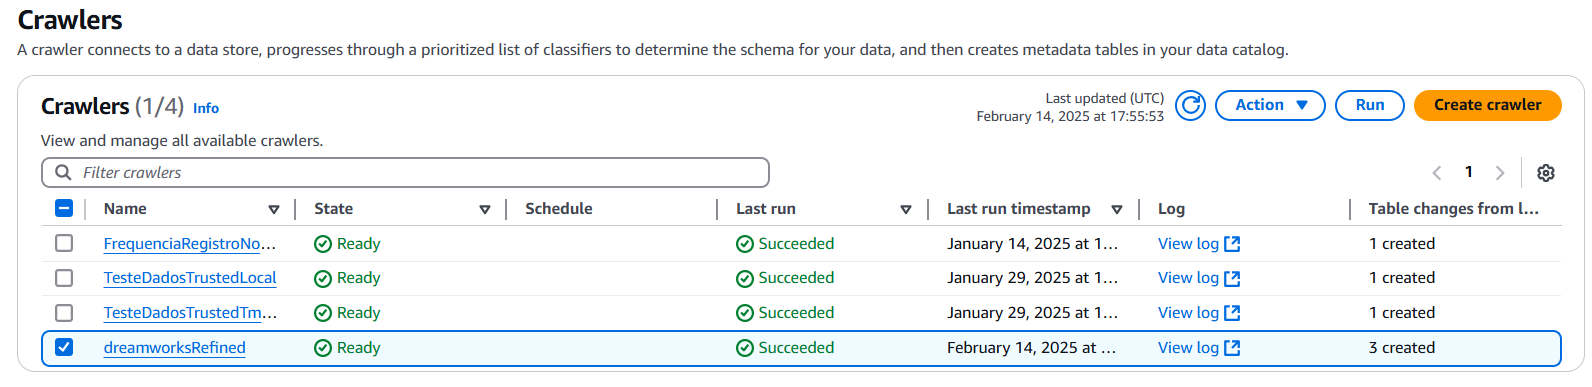 Crawlers
A crawler connects to a data store, progresses through a prioritized list of classifiers to determine the schema for your data, and then creates metadata tables in your data catalog.
Crawlers (1/4) Info
Last updated (UTC)
February 14, 2025 at 17:55:53
Action
Run
Create crawler
View and manage all available crawlers.
Filter crawlers
1
Name State Schedule Last run Last run timestamp Log Table changes from l...
FrequenciaRegistroNo... Ready Succeeded January 14, 2025 at 1... View log 1 created
TesteDadosTrustedLocal Ready Succeeded January 29, 2025 at 1... View log 1 created
TesteDadosTrustedTm... Ready Succeeded January 29, 2025 at 1... View log 1 created
dreamworksRefined Ready Succeeded February 14, 2025 at ... View log 3 created